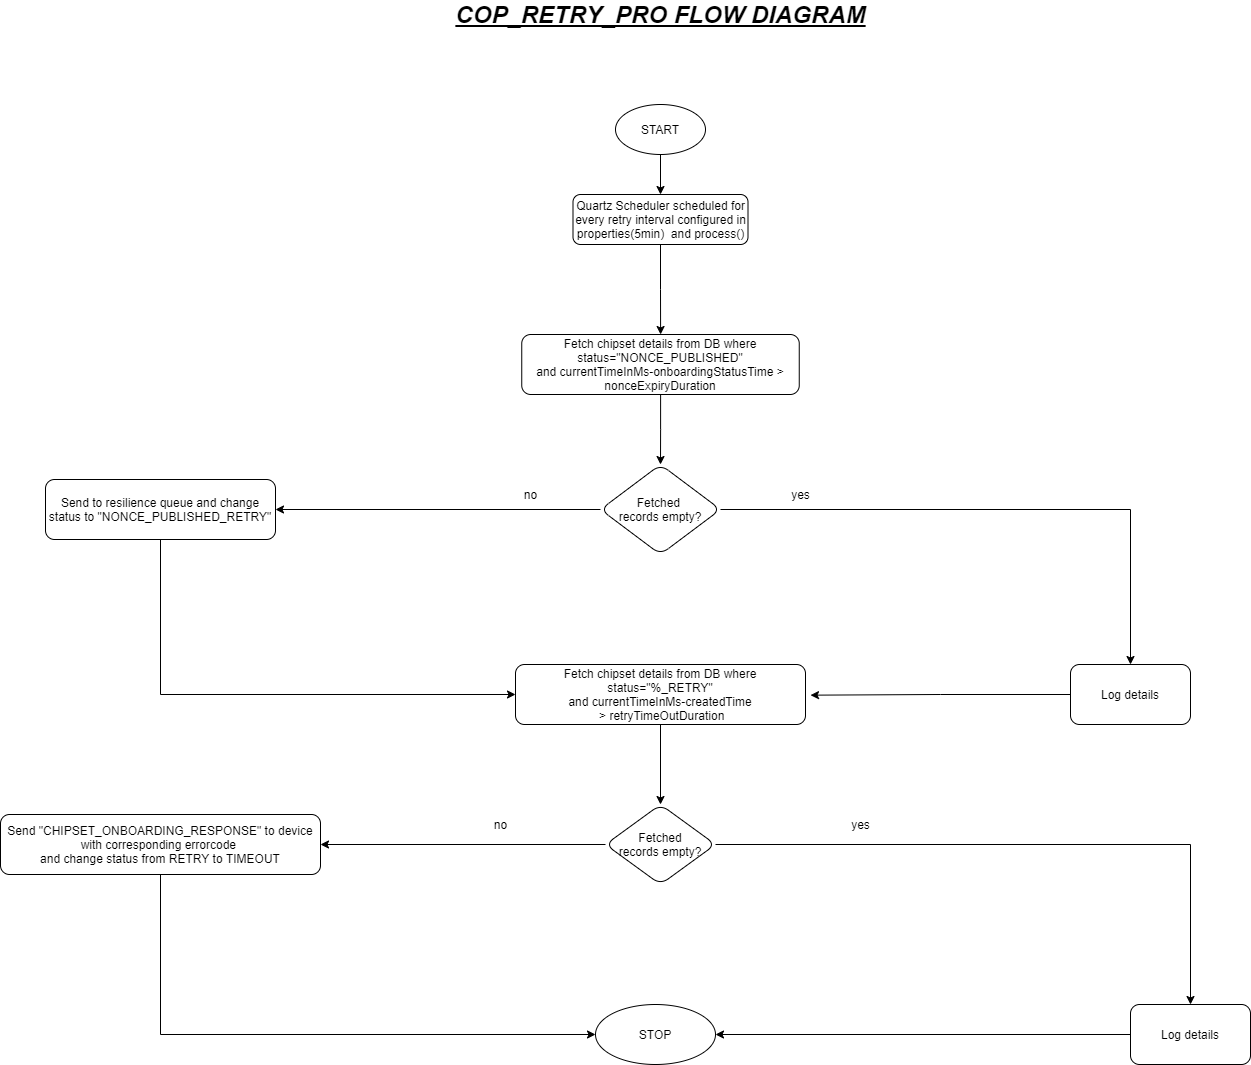 COP_RETRY_PRO FLOW DIAGRAM
START
Quartz Scheduler scheduled for
every retry interval configured in
properties(5min) and process()
Fetch chipset details from DB where
status="NONCE_PUBLISHED"
and currentTimeInMs-onboardingStatusTime >
nonceExpiryDuration
Fetched
records empty?
no
yes
Send to resilience queue and change
status to "NONCE_PUBLISHED_RETRY"
Fetch chipset details from DB where
status="%_RETRY"
and currentTimeInMs-createdTime
> retryTimeOutDuration
Log details
Fetched
records empty?
no
yes
Send "CHIPSET_ONBOARDING_RESPONSE" to device
with corresponding errorcode
and change status from RETRY to TIMEOUT
STOP
Log details